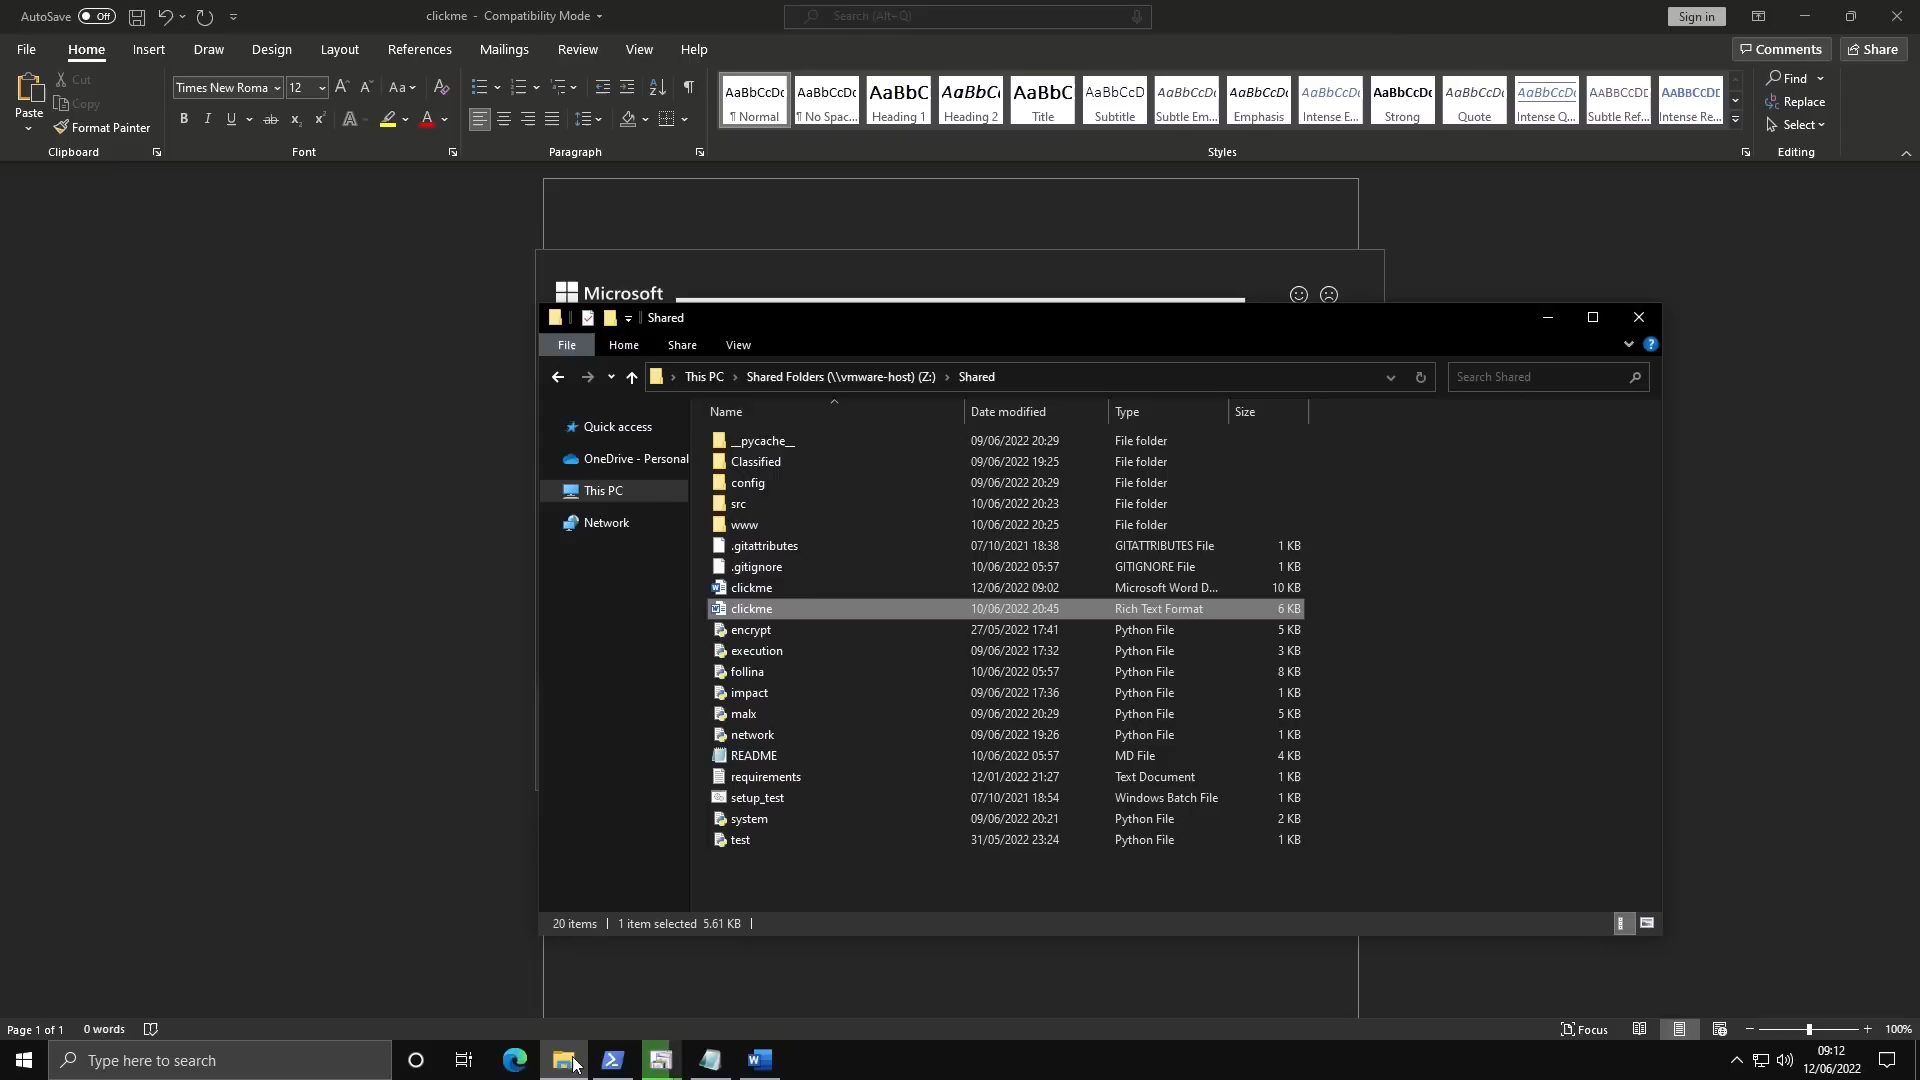 AutoSave Off clickme - Compatibility Mode Search (Alt+Q) Sign in
File Home Insert Draw Design Layout References Mailings Review View Help Comments Share
Paste
Cut
Copy
Format Painter
Clipboard
Times New Roma 12
Font
Paragraph
AaBbCcDc AaBbCcDc AaBbC AaBbC AaBbC AaBbCcD AaBbCcDc AaBbCcDc AaBbCcDc AaBbCcDc AaBbCcDc AaBbCcDc AaBbCcDc AaBbCcDc
¶ Normal ¶ No Spac... Heading 1 Heading 2 Title Subtitle Subtle Em... Emphasis Intense E... Strong Quote Intense Q... Subtle Ref... Intense Re...
Styles
Find
Replace
Select
Editing
Microsoft
Shared
File Home Share View
This PC Shared Folders (\\vmware-host) (Z:) Shared Search Shared
Quick access
OneDrive - Personal
This PC
Network
Name Date modified Type Size
__pycache__ 09/06/2022 20:29 File folder
Classified 09/06/2022 19:25 File folder
config 09/06/2022 20:29 File folder
src 10/06/2022 20:23 File folder
www 10/06/2022 20:25 File folder
.gitattributes 07/10/2021 18:38 GITATTRIBUTES File 1 KB
.gitignore 10/06/2022 05:57 GITIGNORE File 1 KB
clickme 12/06/2022 09:02 Microsoft Word D... 10 KB
clickme 10/06/2022 20:45 Rich Text Format 6 KB
encrypt 27/05/2022 17:41 Python File 5 KB
execution 09/06/2022 17:32 Python File 3 KB
follina 10/06/2022 05:57 Python File 8 KB
impact 09/06/2022 17:36 Python File 1 KB
malx 09/06/2022 20:29 Python File 5 KB
network 09/06/2022 19:26 Python File 1 KB
README 10/06/2022 05:57 MD File 4 KB
requirements 12/01/2022 21:27 Text Document 1 KB
setup_test 07/10/2021 18:54 Windows Batch File 1 KB
system 09/06/2022 20:21 Python File 2 KB
test 31/05/2022 23:24 Python File 1 KB
20 items 1 item selected 5.61 KB
Page 1 of 1 0 words Focus 100%
Type here to search
09:12
12/06/2022